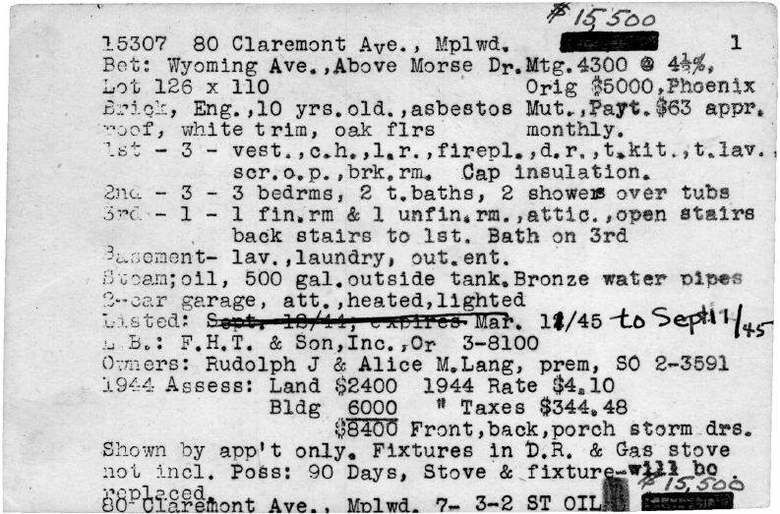 $15,500
15307 80 Claremont Ave., Mplwd. 1
Bet: Wyoming Ave.,Above Morse Dr. Mtg.4300 @ 4½%,
Lot 126 x 110 Orig $5000,Phoenix
Brick, Eng.,10 yrs.old.,asbestos Mut.,Payt.$63 appr.
roof, white trim, oak flrs monthly.
1st - 3 - vest.,c.h.,l.r.,firepl.,d.r.,t.kit.,t.lav.,
scr.o.p.,brk.rm. Cap insulation.
2nd - 3 - 3 bedrms, 2 t.baths, 2 showers over tubs
3rd - 1 - 1 fin.rm & 1 unfin.rm.,attic.,open stairs
back stairs to 1st. Bath on 3rd
Basement- lav.,laundry, out.ent.
Steam;oil, 500 gal.outside tank.Bronze water pipes
2-car garage, att.,heated,lighted
Listed: Sept. 18/44, expires Mar. 11/45 to Sept 11/45
L B.: F.H.T. & Son,Inc.,Or 3-8100
Owners: Rudolph J & Alice M.Lang, prem, SO 2-3591
1944 Assess: Land $2400 1944 Rate $4.10
Bldg 6000 " Taxes $344.48
$8400 Front,back,porch storm drs.
Shown by app't only. Fixtures in D.R. & Gas stove
not incl. Poss: 90 Days, Stove & fixture-will be
replaced. $15,500
80 Claremont Ave., Mplwd. 7- 3-2 ST OIL